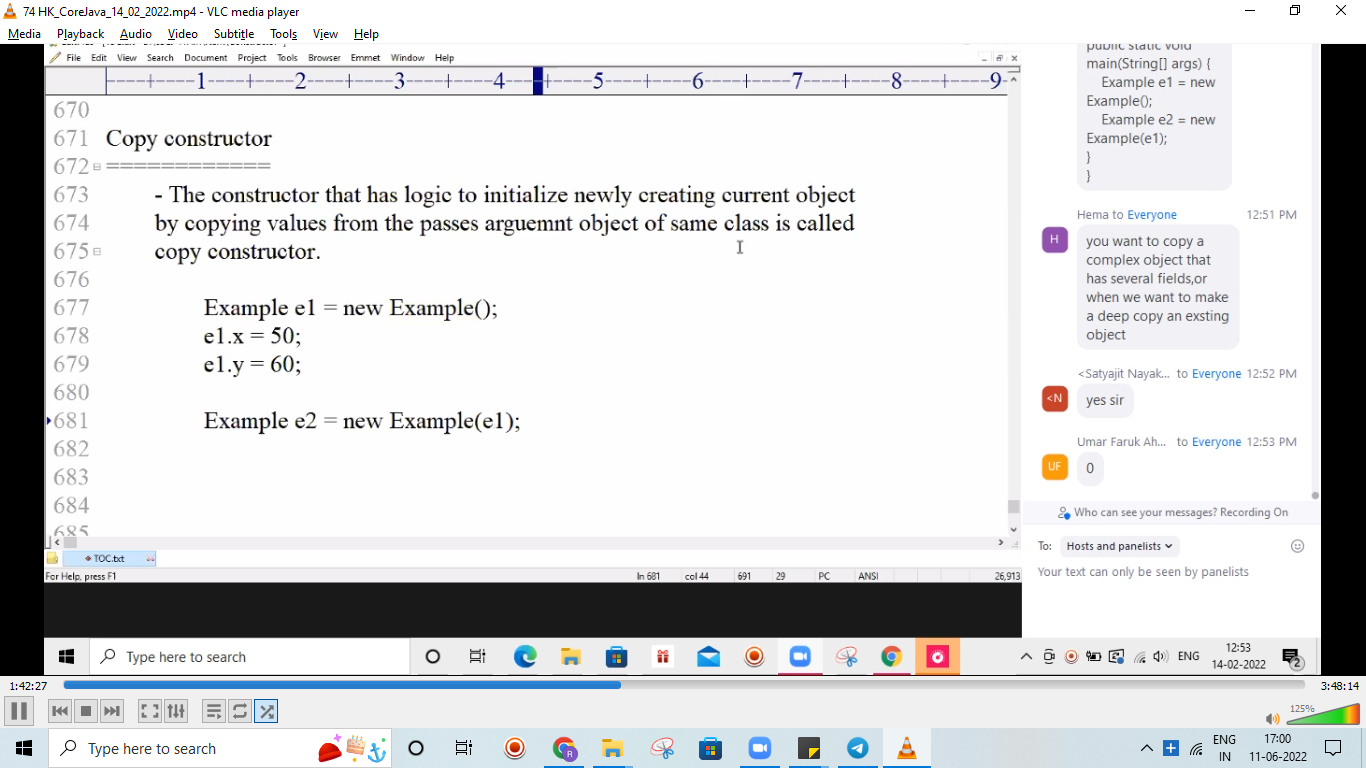 74 HK_CoreJava_14_02_2022.mp4 - VLC media player
Media Playback Audio Video Subtitle Tools View Help
File Edit View Search Document Project Tools Browser Emmet Window Help
1 2 3 4 5 6 7 8 9
670
671 Copy constructor
672 ============
673 - The constructor that has logic to initialize newly creating current object
674 by copying values from the passes arguemnt object of same class is called
675 copy constructor.
676
677 Example e1 = new Example();
678 e1.x = 50;
679 e1.y = 60;
680
681 Example e2 = new Example(e1);
682
683
684
685
TOC.txt
For Help, press F1 ln 681 col 44 691 29 PC ANSI 26,913
public static void
main(String[] args) {
Example e1 = new
Example();
Example e2 = new
Example(e1);
}
}
Hema to Everyone 12:51 PM
H
you want to copy a
complex object that
has several fields,or
when we want to make
a deep copy an exsting
object
<Satyajit Nayak... to Everyone 12:52 PM
<N
yes sir
Umar Faruk Ah... to Everyone 12:53 PM
UF
0
Who can see your messages? Recording On
To: Hosts and panelists
Your text can only be seen by panelists
Type here to search
ENG
12:53
14-02-2022
2
1:42:27
3:48:14
125%
Type here to search
R
ENG
IN
17:00
11-06-2022